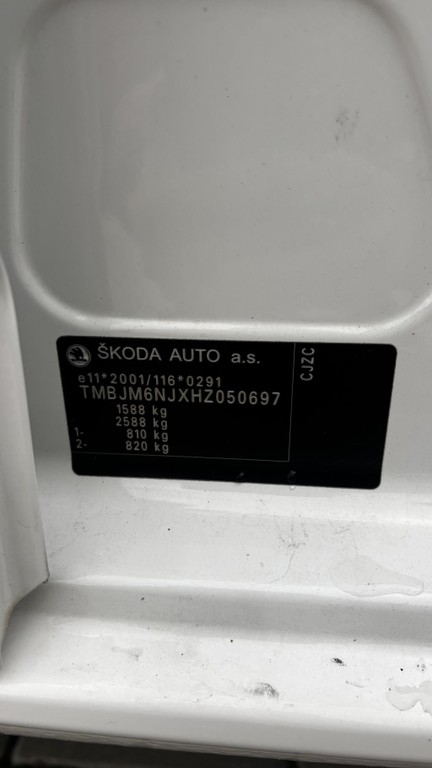 ŠKODA AUTO a.s.
e11*2001/116*0291
TMBJM6NJXHZ050697
1588 kg
2588 kg
1- 810 kg
2- 820 kg
CJZC